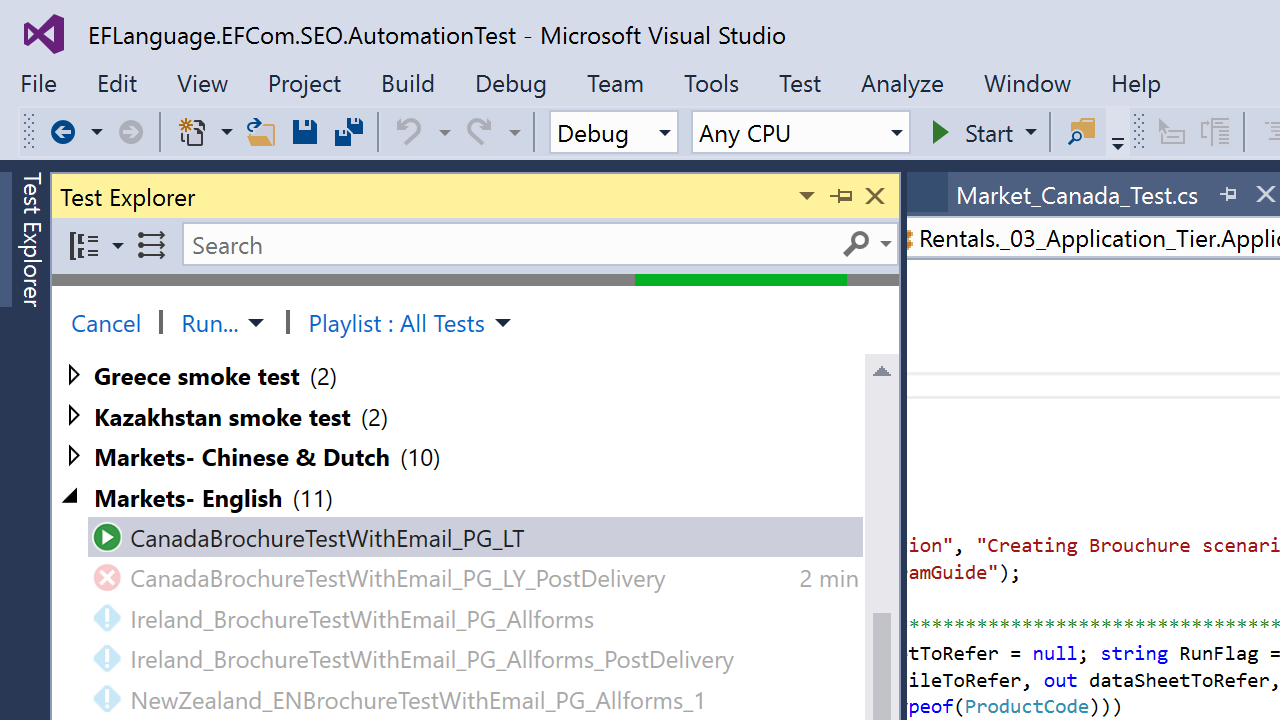 EFLanguage.EFCom.SEO.AutomationTest - Microsoft Visual Studio
File Edit View Project Build Debug Team Tools Test Analyze Window Help
Debug Any CPU Start
Test Explorer
Test Explorer
Market_Canada_Test.cs
Search
Rentals._03_Application_Tier.Applic
Cancel | Run... | Playlist : All Tests
Greece smoke test (2)
Kazakhstan smoke test (2)
Markets- Chinese & Dutch (10)
Markets- English (11)
CanadaBrochureTestWithEmail_PG_LT
ion", "Creating Brouchure scenari
CanadaBrochureTestWithEmail_PG_LY_PostDelivery 2 min
amGuide");
Ireland_BrochureTestWithEmail_PG_Allforms
***********************************
Ireland_BrochureTestWithEmail_PG_Allforms_PostDelivery
tToRefer = null; string RunFlag =
ileToRefer, out dataSheetToRefer,
NewZealand_ENBrochureTestWithEmail_PG_Allforms_1
ypeof(ProductCode)))